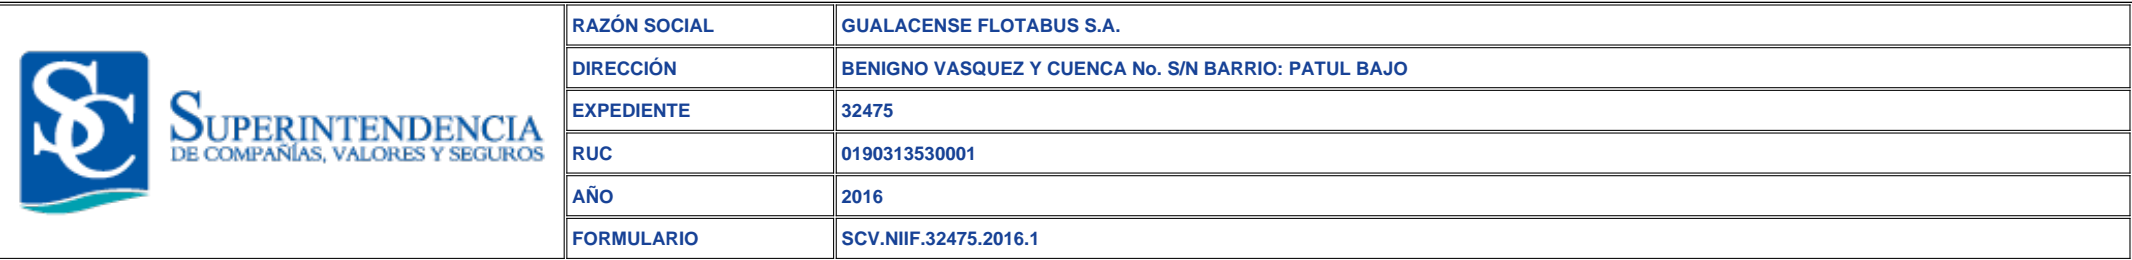 SC
SUPERINTENDENCIA
DE COMPAÑÍAS, VALORES Y SEGUROS
RAZÓN SOCIAL GUALACENSE FLOTABUS S.A.
DIRECCIÓN BENIGNO VASQUEZ Y CUENCA No. S/N BARRIO: PATUL BAJO
EXPEDIENTE 32475
RUC 0190313530001
AÑO 2016
FORMULARIO SCV.NIIF.32475.2016.1